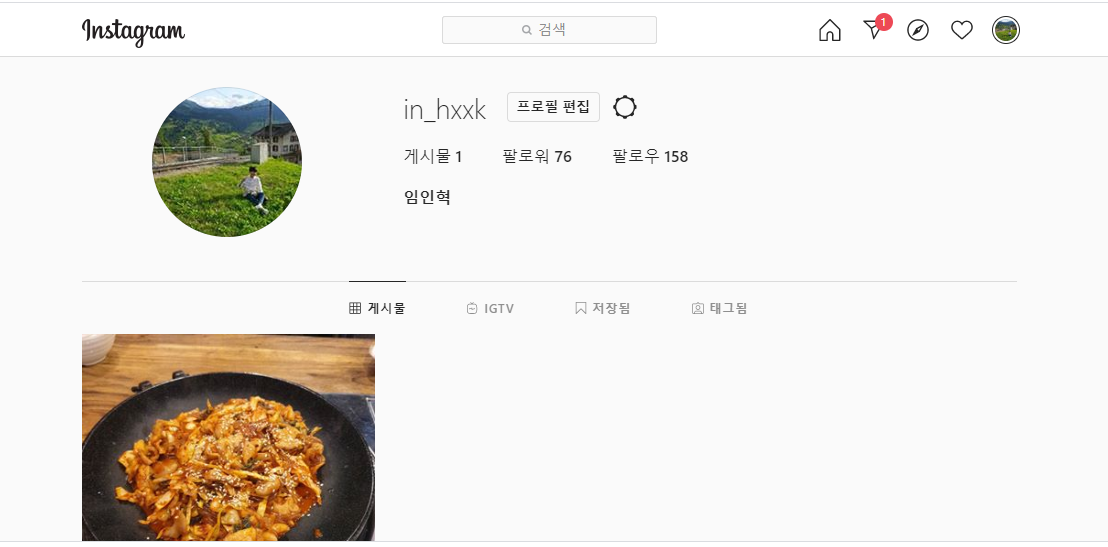 Instagram
검색
1
in_hxxk 프로필 편집
게시물 1 팔로워 76 팔로우 158
임인혁
게시물 IGTV 저장됨 태그됨